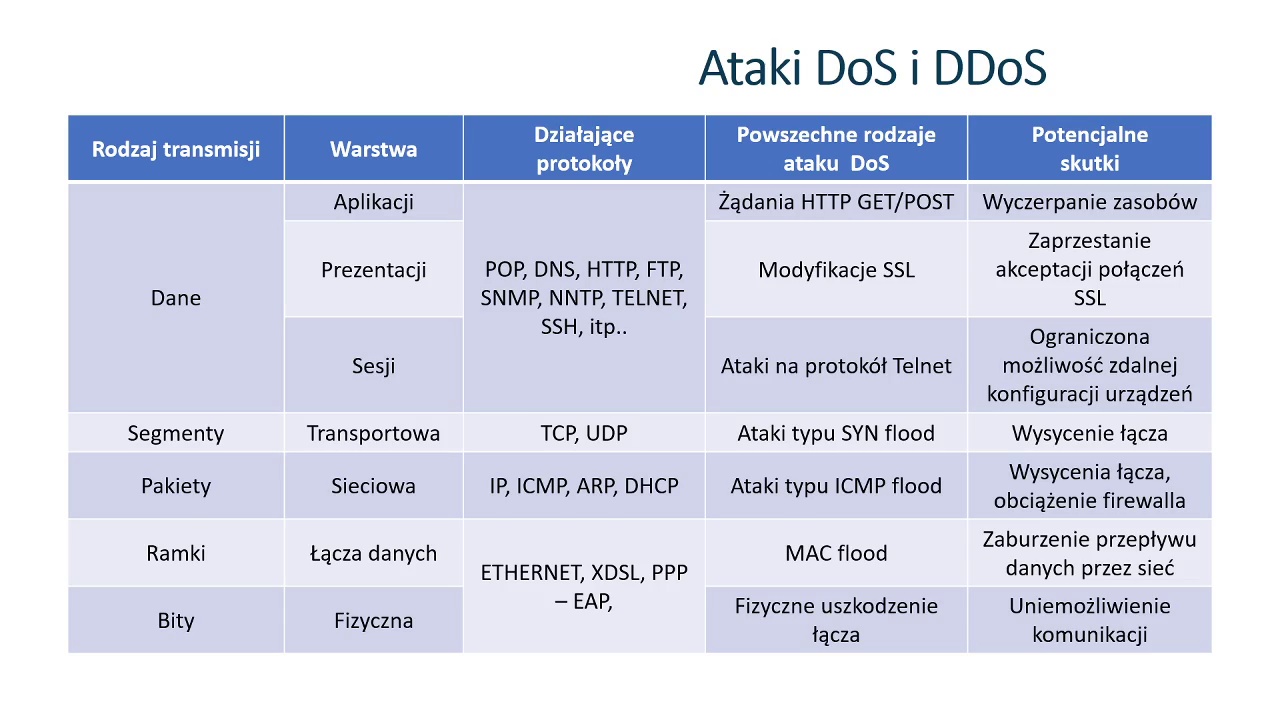 Ataki DoS i DDoS
Rodzaj transmisji
Warstwa
Działające
protokoły
Powszechne rodzaje
ataku DoS
Potencjalne
skutki
Dane
Aplikacji
POP, DNS, HTTP, FTP,
SNMP, NNTP, TELNET,
SSH, itp..
Żądania HTTP GET/POST
Wyczerpanie zasobów
Prezentacji
Modyfikacje SSL
Zaprzestanie
akceptacji połączeń
SSL
Sesji
Ataki na protokół Telnet
Ograniczona
możliwość zdalnej
konfiguracji urządzeń
Segmenty
Transportowa
TCP, UDP
Ataki typu SYN flood
Wysycenie łącza
Pakiety
Sieciowa
IP, ICMP, ARP, DHCP
Ataki typu ICMP flood
Wysycenia łącza,
obciążenie firewalla
Ramki
Łącza danych
ETHERNET, XDSL, PPP
– EAP,
MAC flood
Zaburzenie przepływu
danych przez sieć
Bity
Fizyczna
Fizyczne uszkodzenie
łącza
Uniemożliwienie
komunikacji